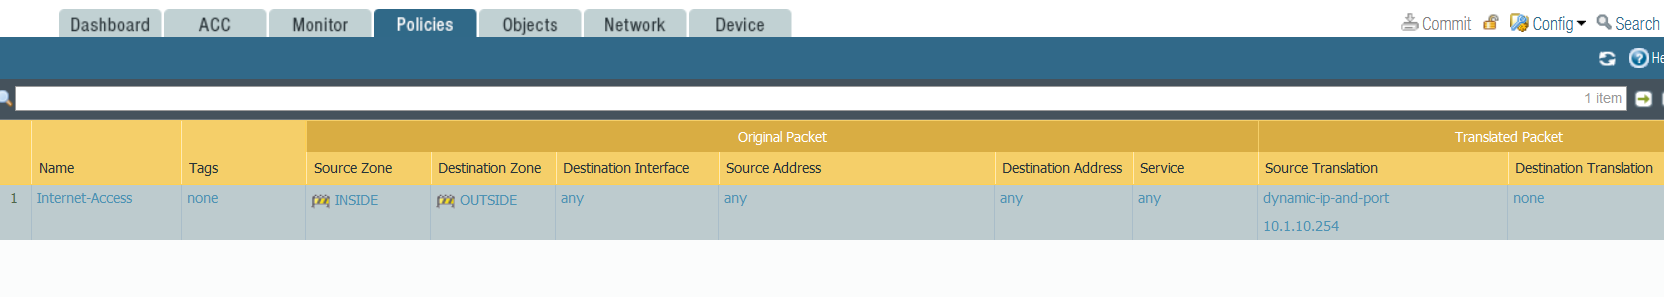 Dashboard ACC Monitor Policies Objects Network Device Commit Config Search
He
1 item
Original Packet Translated Packet
Name Tags Source Zone Destination Zone Destination Interface Source Address Destination Address Service Source Translation Destination Translation
1 Internet-Access none INSIDE OUTSIDE any any any any dynamic-ip-and-port none
10.1.10.254